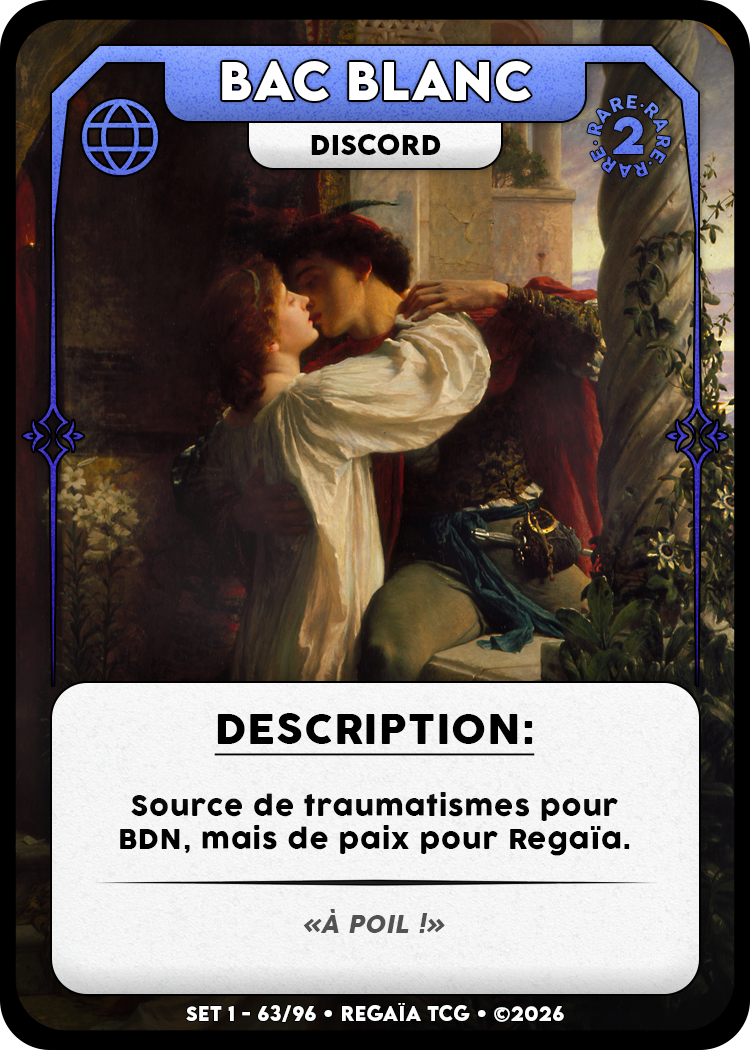 BAC BLANC
DISCORD
RARE·RARE·RARE·RARE·
2
DESCRIPTION:
Source de traumatismes pour
BDN, mais de paix pour Regaïa.
«À POIL !»
SET 1 - 63/96 • REGAÏA TCG • ©2026